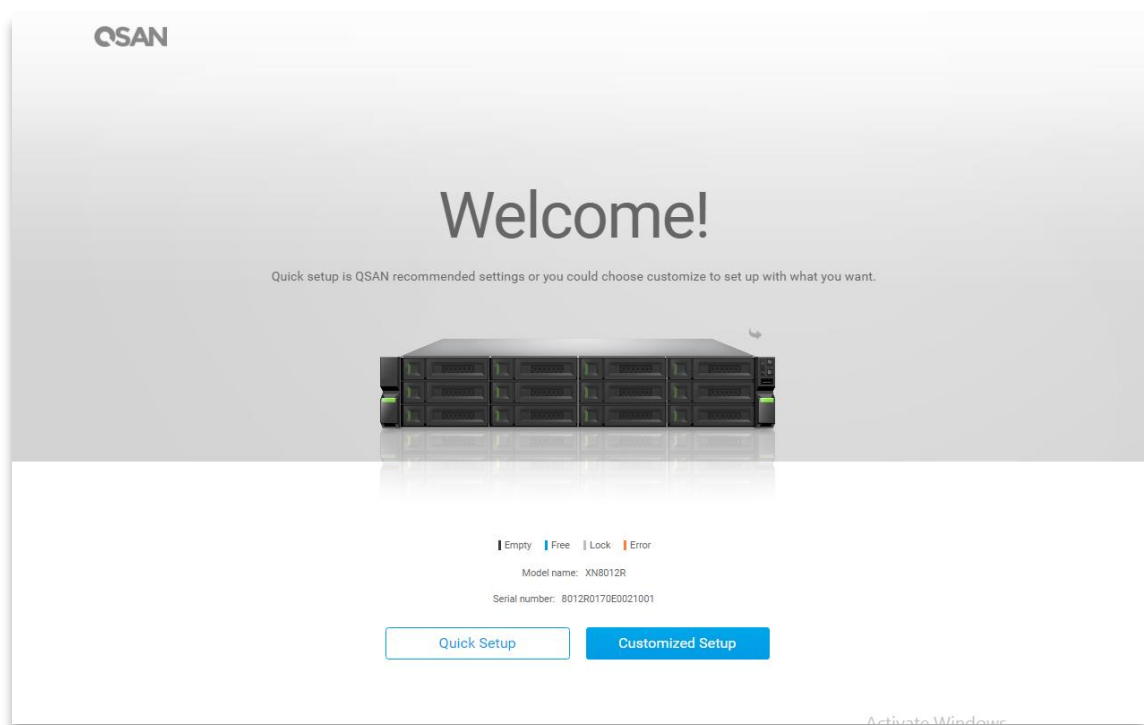 QSAN
Welcome!
Quick setup is QSAN recommended settings or you could choose customize to set up with what you want.
Empty Free Lock Error
Model name: XN8012R
Serial number: 8012R0170E0021001
Quick Setup Customized Setup
Activate Windows